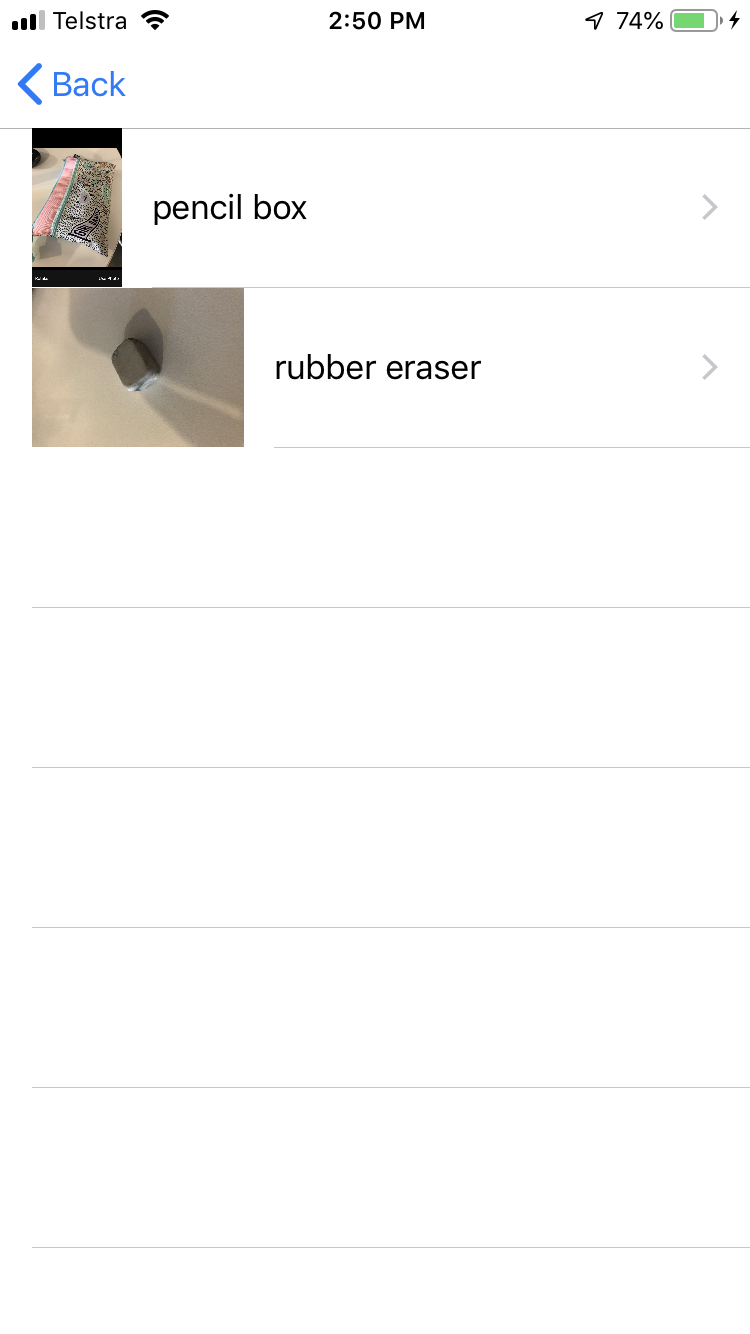 Telstra 2:50 PM 74%
Back
pencil box
rubber eraser